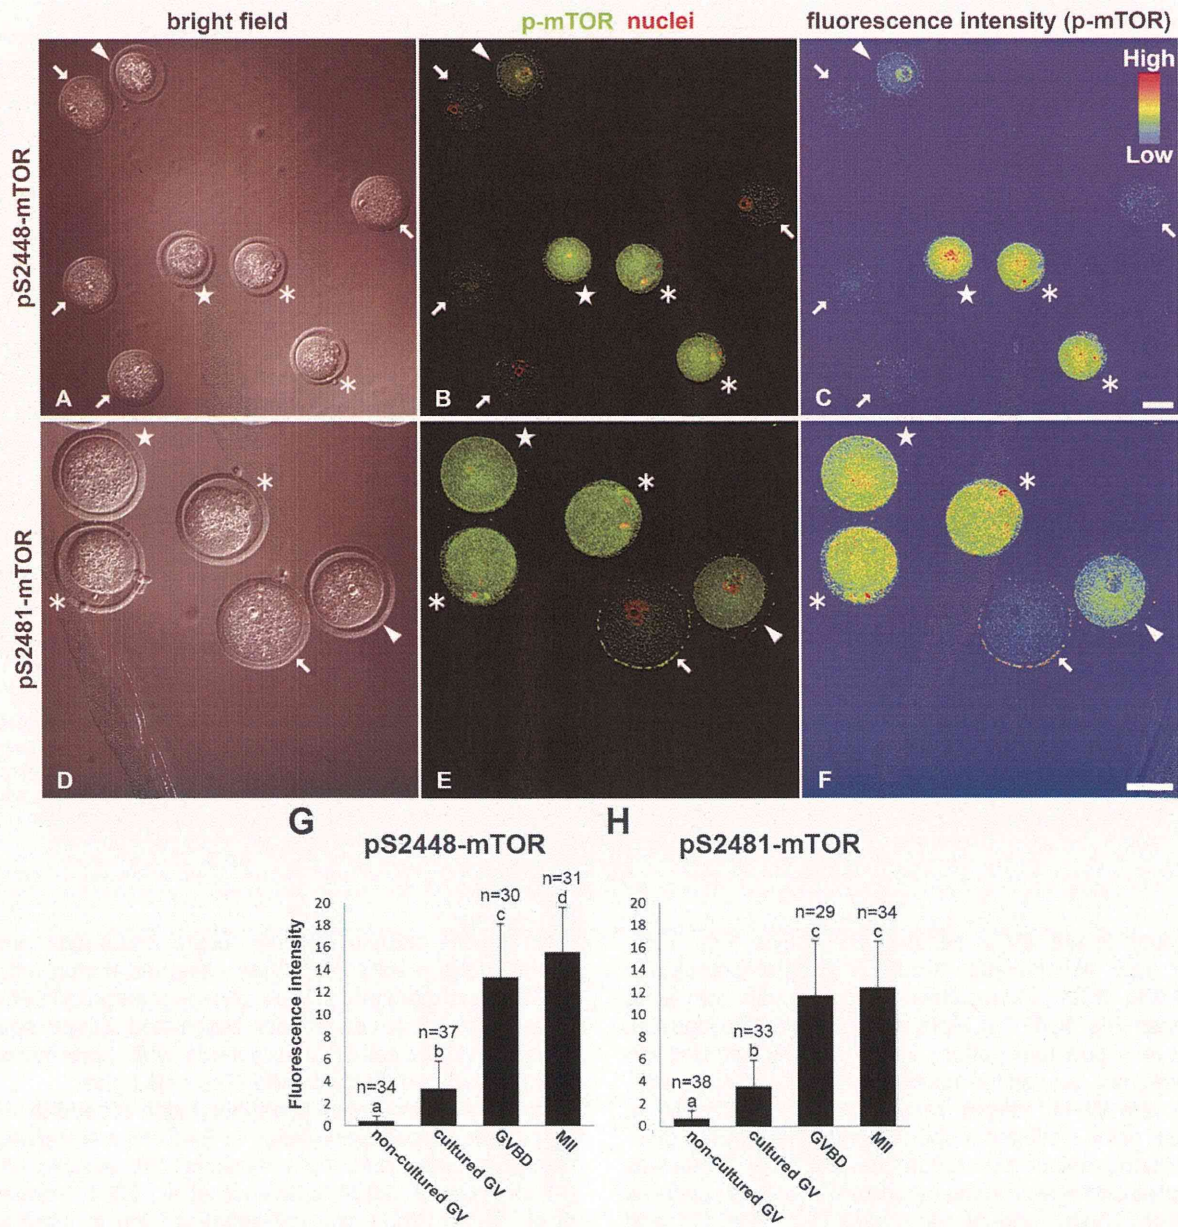 bright field
p-mTOR nuclei
fluorescence intensity (p-mTOR)
pS2448-mTOR
High
Low
A
B
C
pS2481-mTOR
D
E
F
G
pS2448-mTOR
Fluorescence intensity
20
18
16
14
12
10
8
6
4
2
0
n=34
a
n=37
b
n=30
c
n=31
d
non-cultured GV
cultured GV
GVBD
MII
H
pS2481-mTOR
20
18
16
14
12
10
8
6
4
2
0
n=38
a
n=33
b
n=29
c
n=34
c
non-cultured GV
cultured GV
GVBD
MII